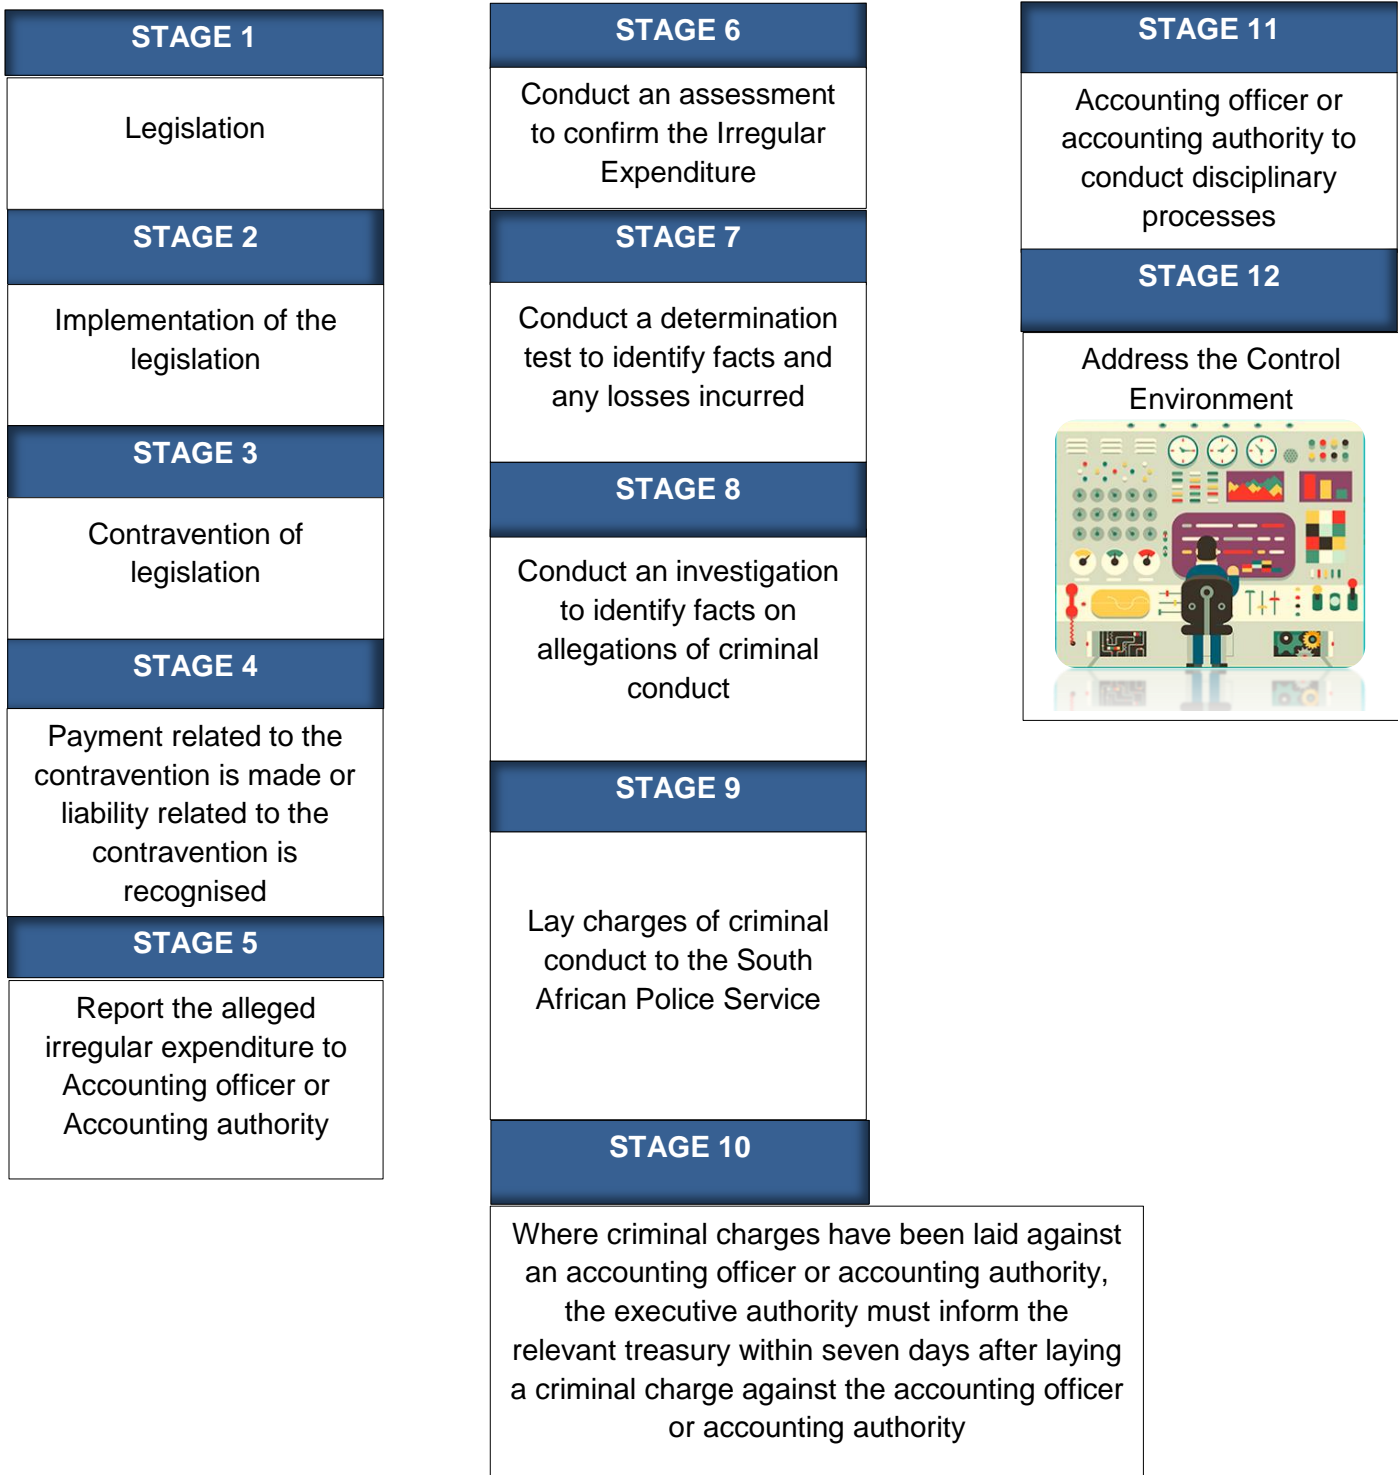 STAGE 1
Legislation
STAGE 2
Implementation of the
legislation
STAGE 3
Contravention of
legislation
STAGE 4
Payment related to the
contravention is made or
liability related to the
contravention is
recognised
STAGE 5
Report the alleged
irregular expenditure to
Accounting officer or
Accounting authority
STAGE 6
Conduct an assessment
to confirm the Irregular
Expenditure
STAGE 7
Conduct a determination
test to identify facts and
any losses incurred
STAGE 8
Conduct an investigation
to identify facts on
allegations of criminal
conduct
STAGE 9
Lay charges of criminal
conduct to the South
African Police Service
STAGE 10
Where criminal charges have been laid against
an accounting officer or accounting authority,
the executive authority must inform the
relevant treasury within seven days after laying
a criminal charge against the accounting officer
or accounting authority
STAGE 11
Accounting officer or
accounting authority to
conduct disciplinary
processes
STAGE 12
Address the Control
Environment